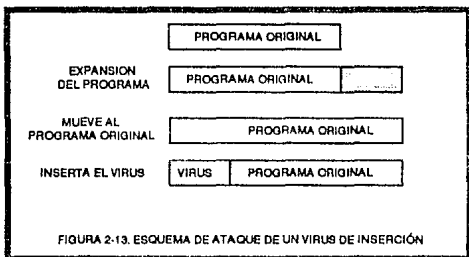 PROGRAMA ORIGINAL
EXPANSION
DEL PROGRAMA
PROGRAMA ORIGINAL
MUEVE AL
PROGRAMA ORIGINAL
PROGRAMA ORIGINAL
INSERTA EL VIRUS
VIRUS
PROGRAMA ORIGINAL
FIGURA 2-13. ESQUEMA DE ATAQUE DE UN VIRUS DE INSERCIÓN